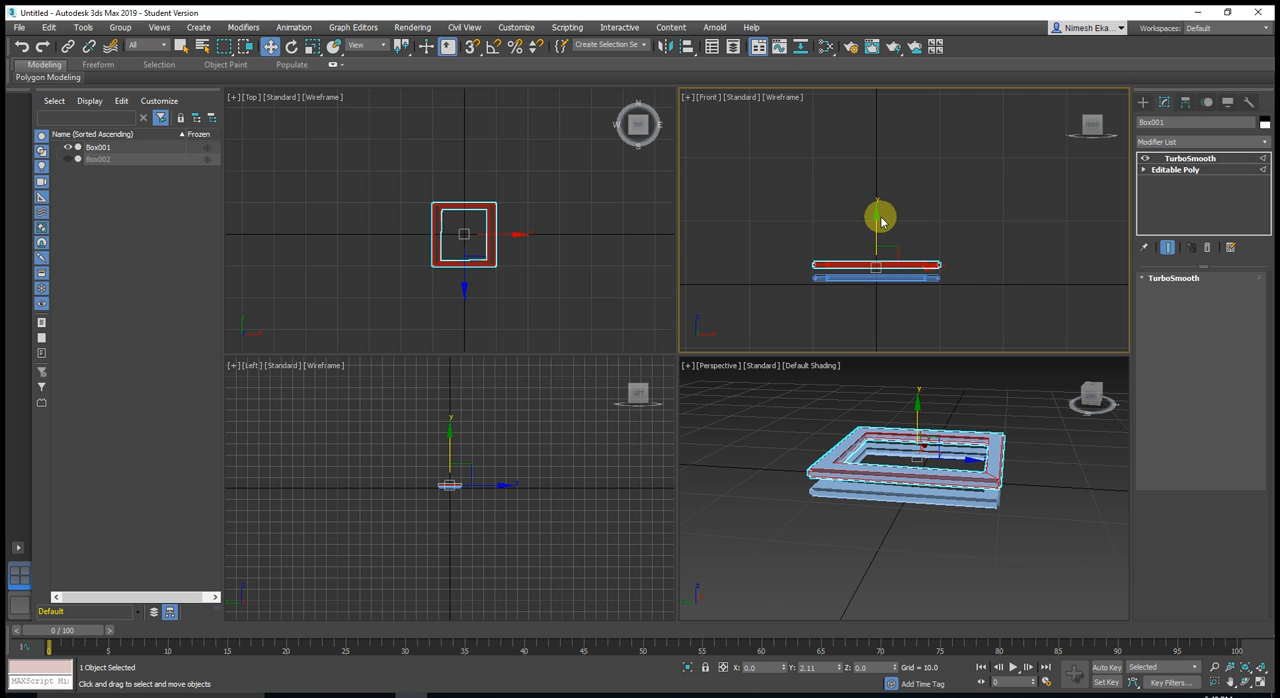 Untitled - Autodesk 3ds Max 2019 - Student Version
File Edit Tools Group Views Create Modifiers Animation Graph Editors Rendering Civil View Customize Scripting Interactive Content Arnold Help
Nimesh Eka... Workspaces: Default
All View Create Selection Se
Modeling Freeform Selection Object Paint Populate
Polygon Modeling
Select Display Edit Customize
Name (Sorted Ascending) Frozen
Box001
Box002
Default
[+] [Top] [Standard] [Wireframe]
N
W TOP E
S
[+] [Front] [Standard] [Wireframe]
FRONT
y
[+] [Left] [Standard] [Wireframe]
LEFT
y
[+] [Perspective] [Standard] [Default Shading]
y
Box001
Modifier List
TurboSmooth
Editable Poly
TurboSmooth
0 / 100
0 5 10 15 20 25 30 35 40 45 50 55 60 65 70 75 80 85 90 95 100
1 Object Selected
MAXScript Mi
Click and drag to select and move objects
X: 0.0 Y: 2.11 Z: 0.0 Grid = 10.0
Add Time Tag
0
Auto Key Selected
Set Key Key Filters...